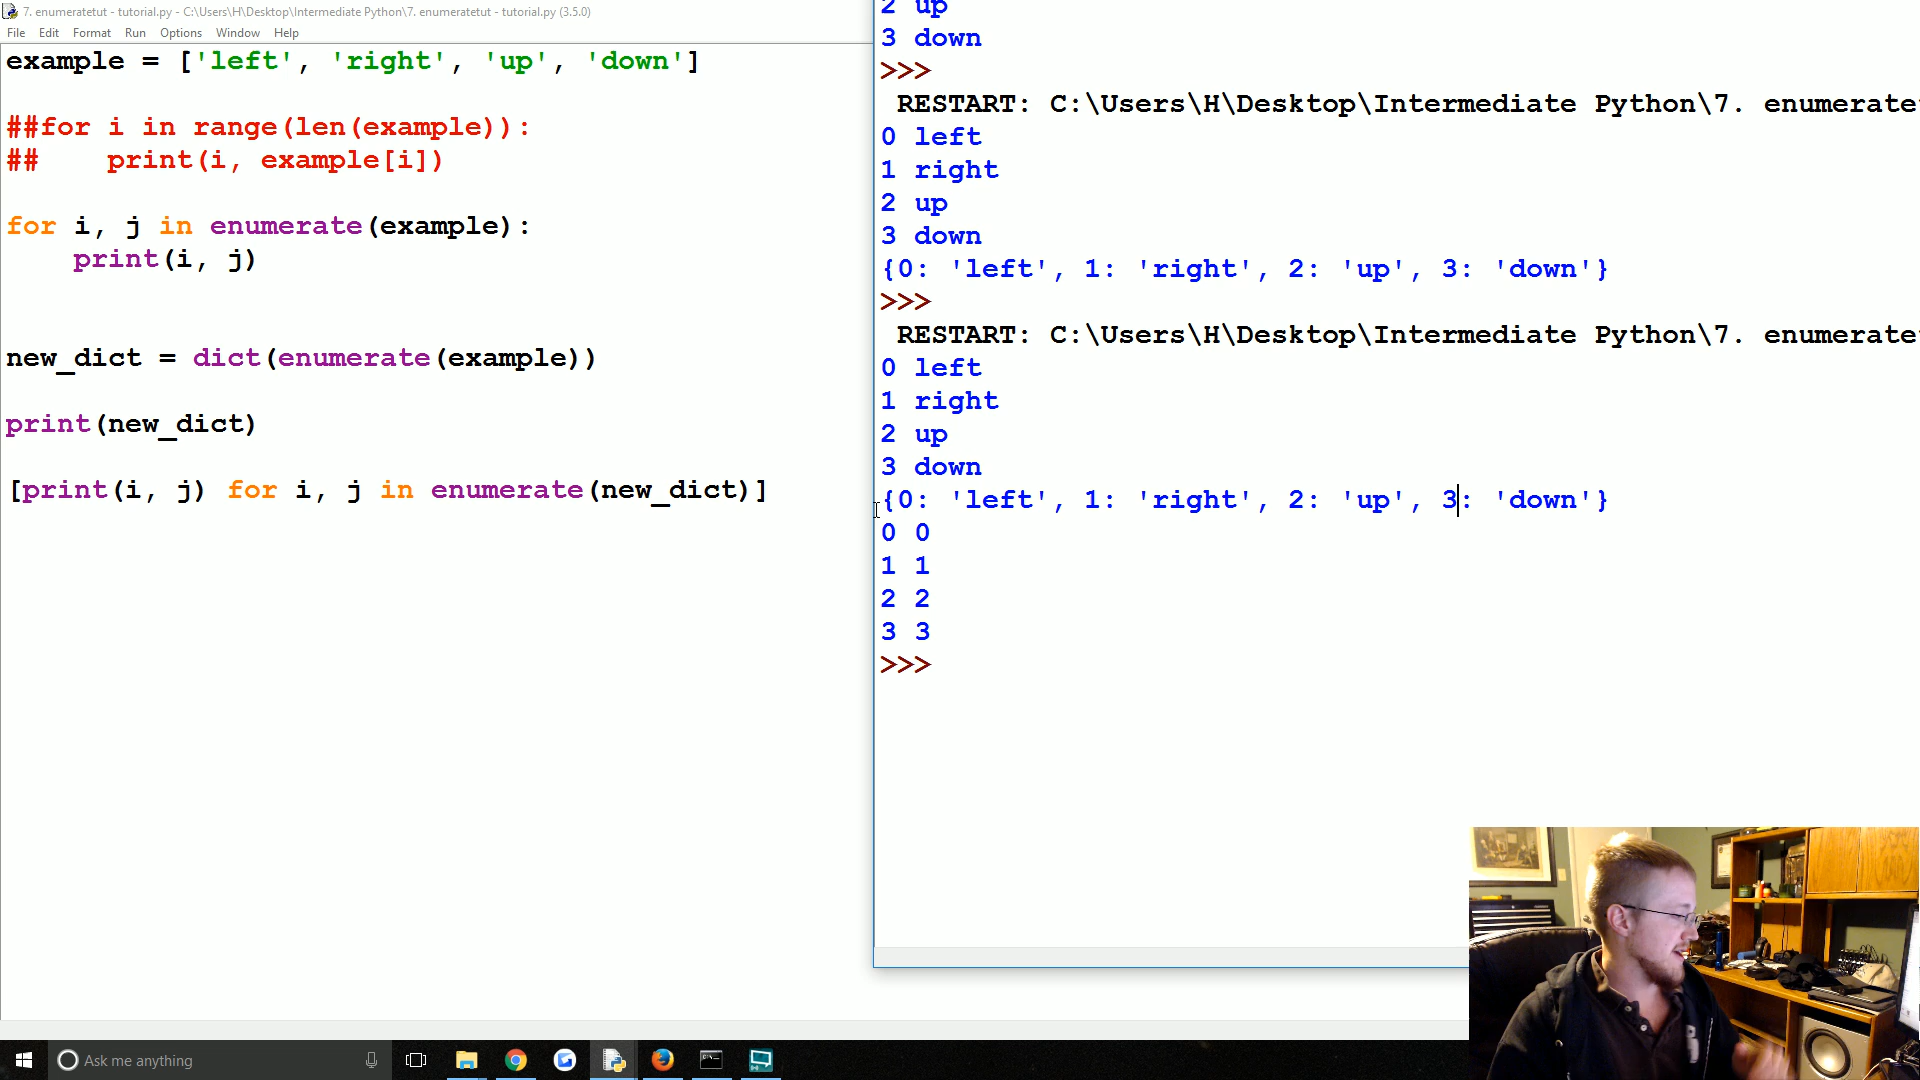 7. enumeratetut - tutorial.py - C:\Users\H\Desktop\Intermediate Python\7. enumeratetut - tutorial.py (3.5.0)
File Edit Format Run Options Window Help
example = ['left', 'right', 'up', 'down']
##for i in range(len(example)):
##    print(i, example[i])
for i, j in enumerate(example):
    print(i, j)
new_dict = dict(enumerate(example))
print(new_dict)
[print(i, j) for i, j in enumerate(new_dict)]
2 up
3 down
>>>
RESTART: C:\Users\H\Desktop\Intermediate Python\7. enumerate
0 left
1 right
2 up
3 down
{0: 'left', 1: 'right', 2: 'up', 3: 'down'}
>>>
RESTART: C:\Users\H\Desktop\Intermediate Python\7. enumerate
0 left
1 right
2 up
3 down
{0: 'left', 1: 'right', 2: 'up', 3: 'down'}
0 0
1 1
2 2
3 3
>>>
Ask me anything